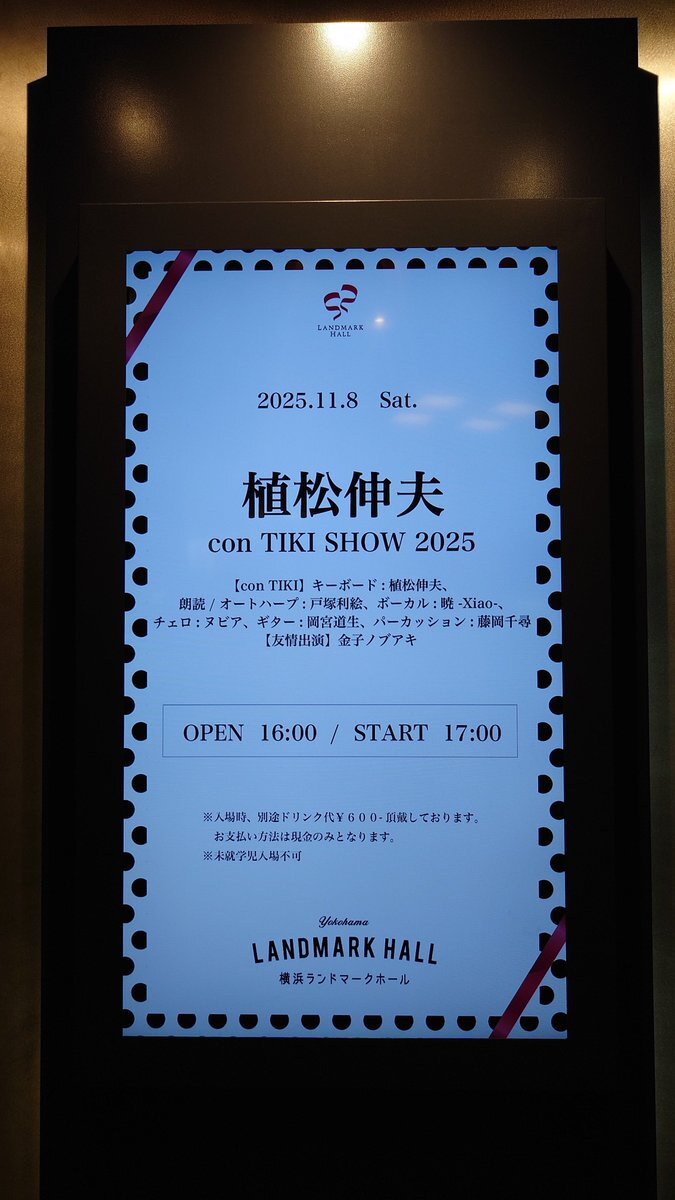 LANDMARK
HALL
2025.11.8 Sat.
植松伸夫
con TIKI SHOW 2025
【con TIKI】キーボード : 植松伸夫、
朗読 / オートハープ : 戸塚利絵、ボーカル : 暁 -Xiao-、
チェロ : ヌビア、ギター : 岡宮道生、パーカッション : 藤岡千尋
【友情出演】金子ノブアキ
OPEN 16:00 / START 17:00
※入場時、別途ドリンク代￥６００- 頂戴しております。
お支払い方法は現金のみとなります。
※未就学児入場不可
Yokohama
LANDMARK HALL
横浜ランドマークホール